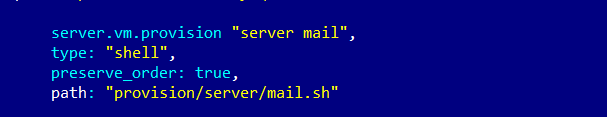 server.vm.provision "server mail",
type: "shell",
preserve_order: true,
path: "provision/server/mail.sh"